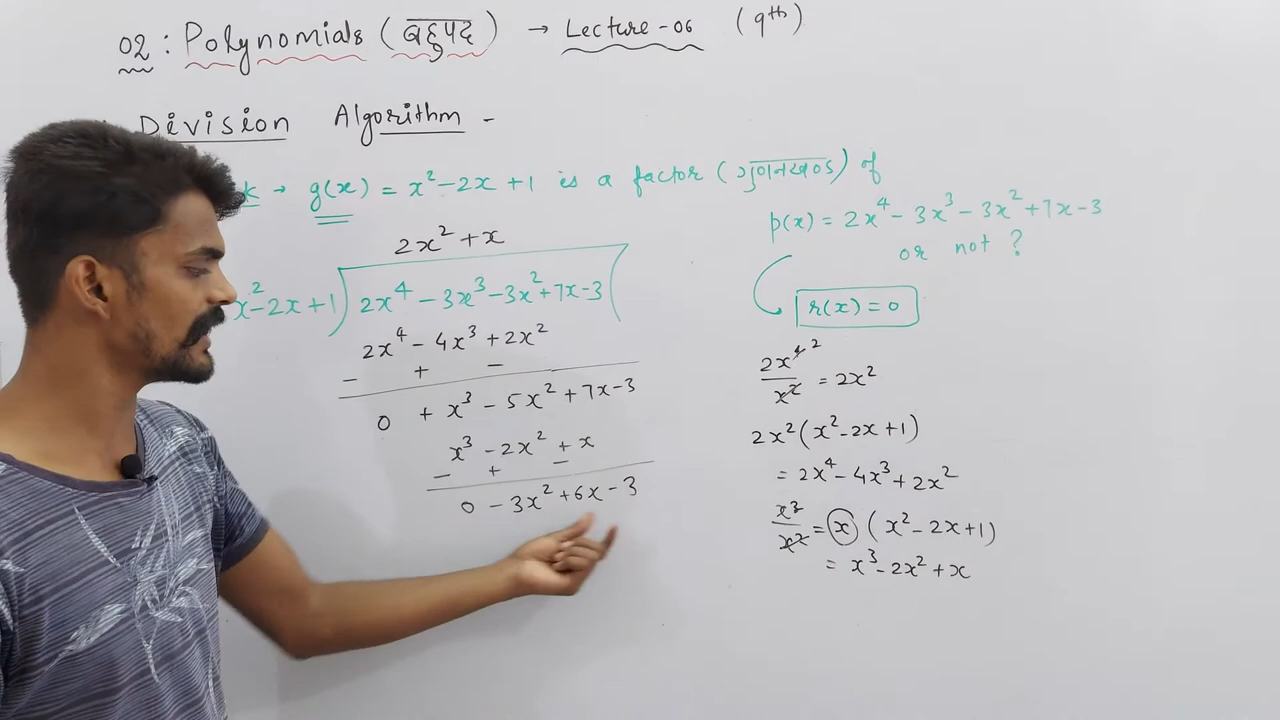 02 : Polynomials (बहुपद) → Lecture-06 (9th)
Division Algorithm -
→ g(x) = x² - 2x + 1 is a factor (गुणनखण्ड) of
p(x) = 2x⁴ - 3x³ - 3x² + 7x - 3
or not ?
2x² + x
x² - 2x + 1 ) 2x⁴ - 3x³ - 3x² + 7x - 3 (
2x⁴ - 4x³ + 2x²
- + -
0 + x³ - 5x² + 7x - 3
x³ - 2x² + x
- + -
0 - 3x² + 6x - 3
r(x) = 0
2x⁴ ²
/ x² = 2x²
2x² (x² - 2x + 1)
= 2x⁴ - 4x³ + 2x²
x³ / x² = x (x² - 2x + 1)
= x³ - 2x² + x